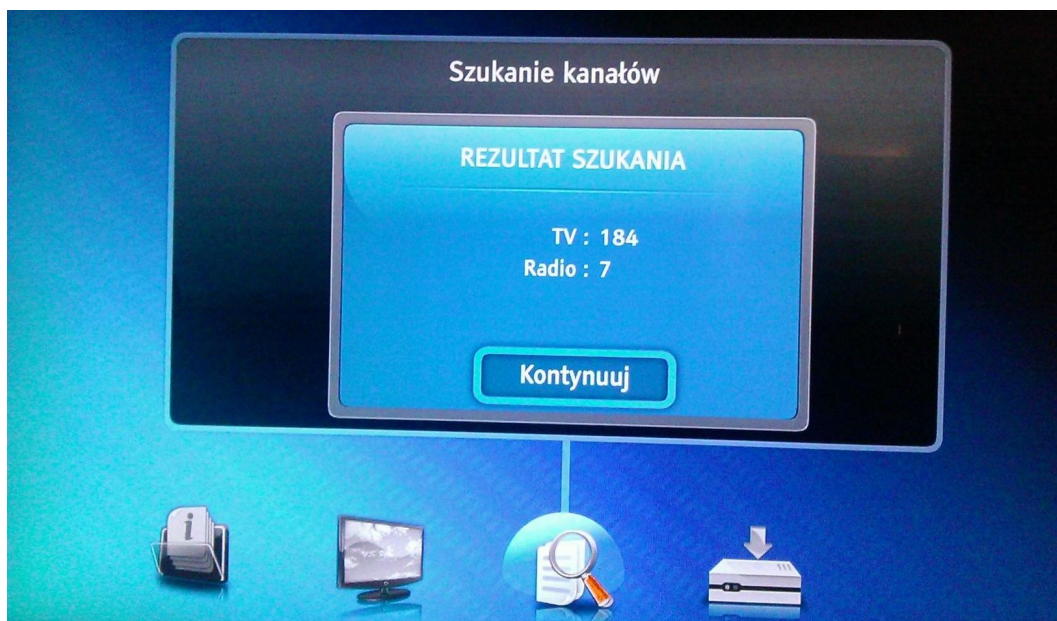 Szukanie kanałów
REZULTAT SZUKANIA
TV : 184
Radio : 7
Kontynuuj